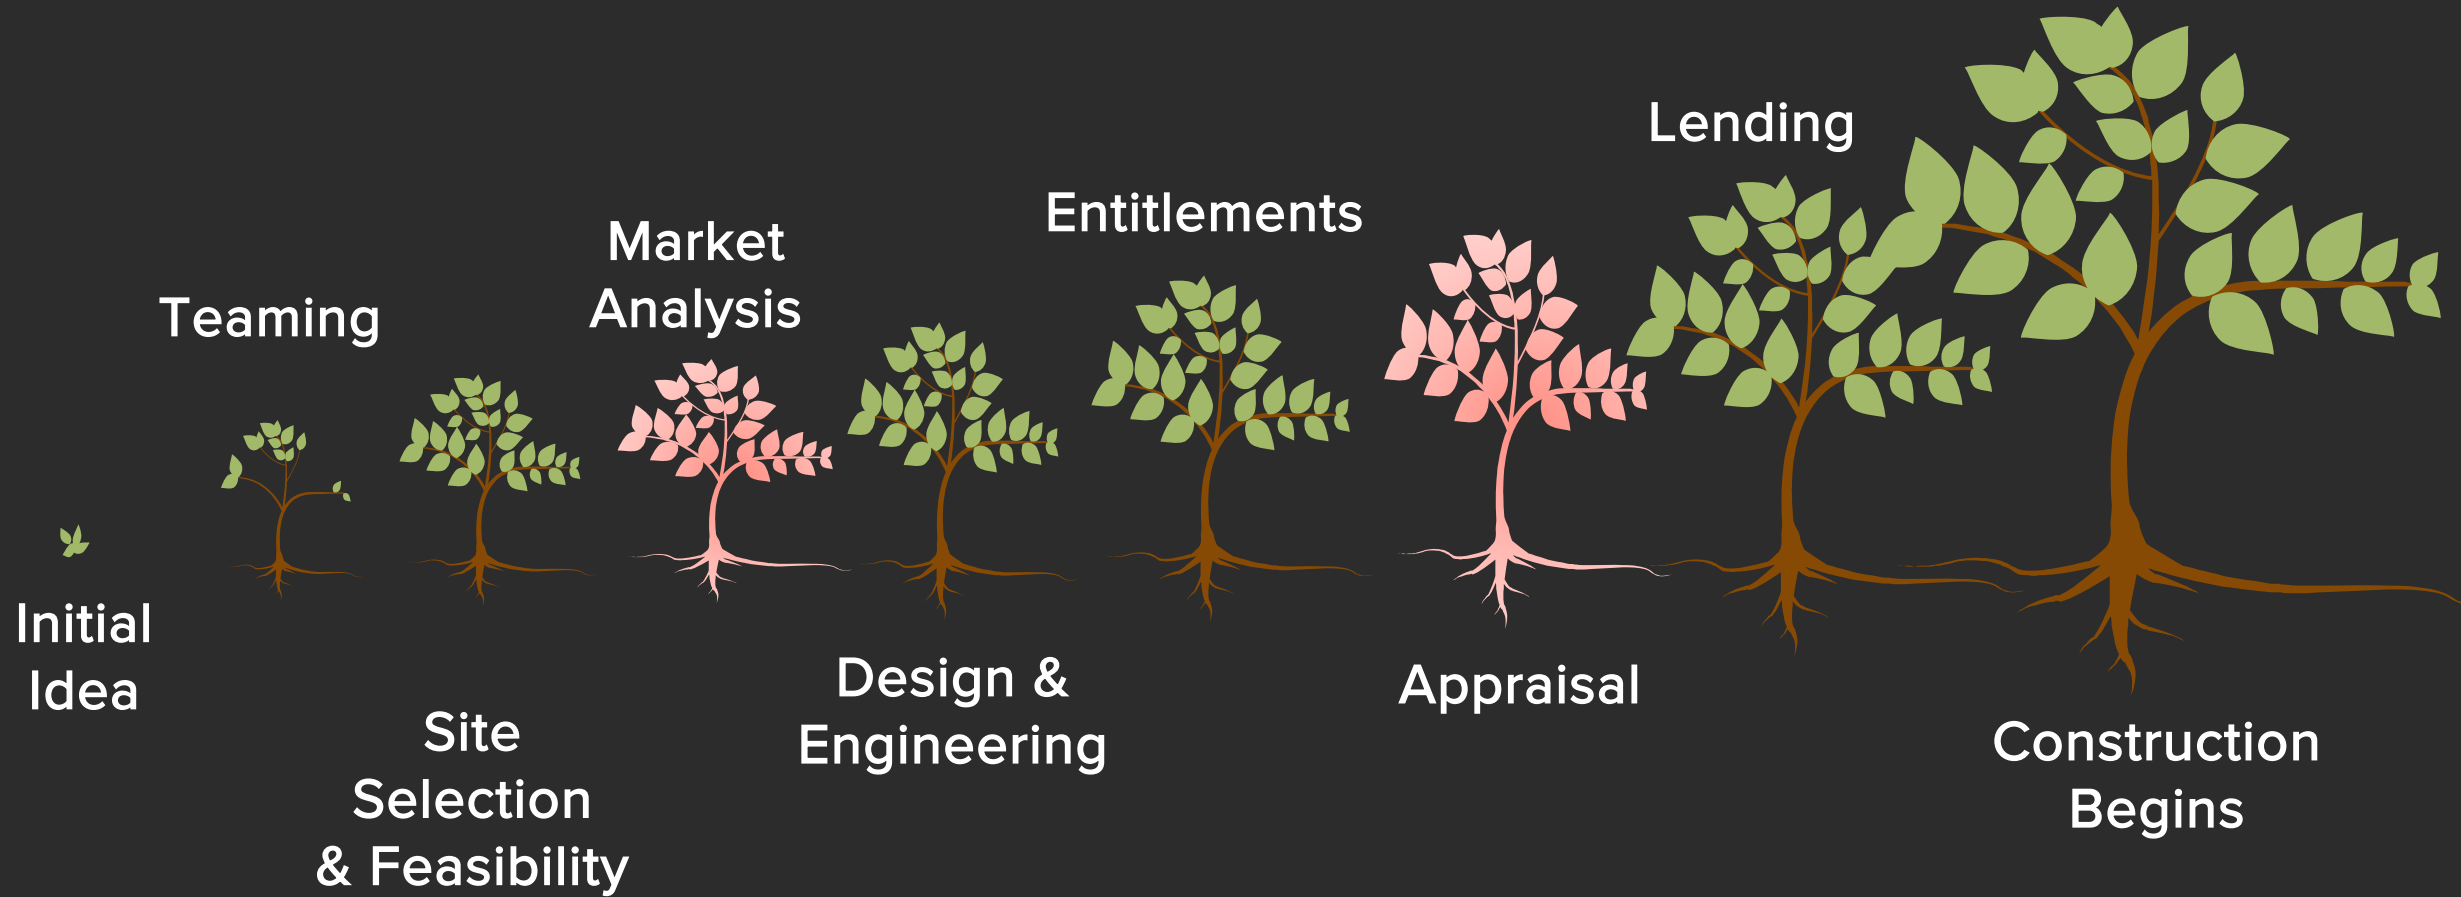 Initial
Idea
Teaming
Site
Selection
& Feasibility
Market
Analysis
Design &
Engineering
Entitlements
Appraisal
Lending
Construction
Begins